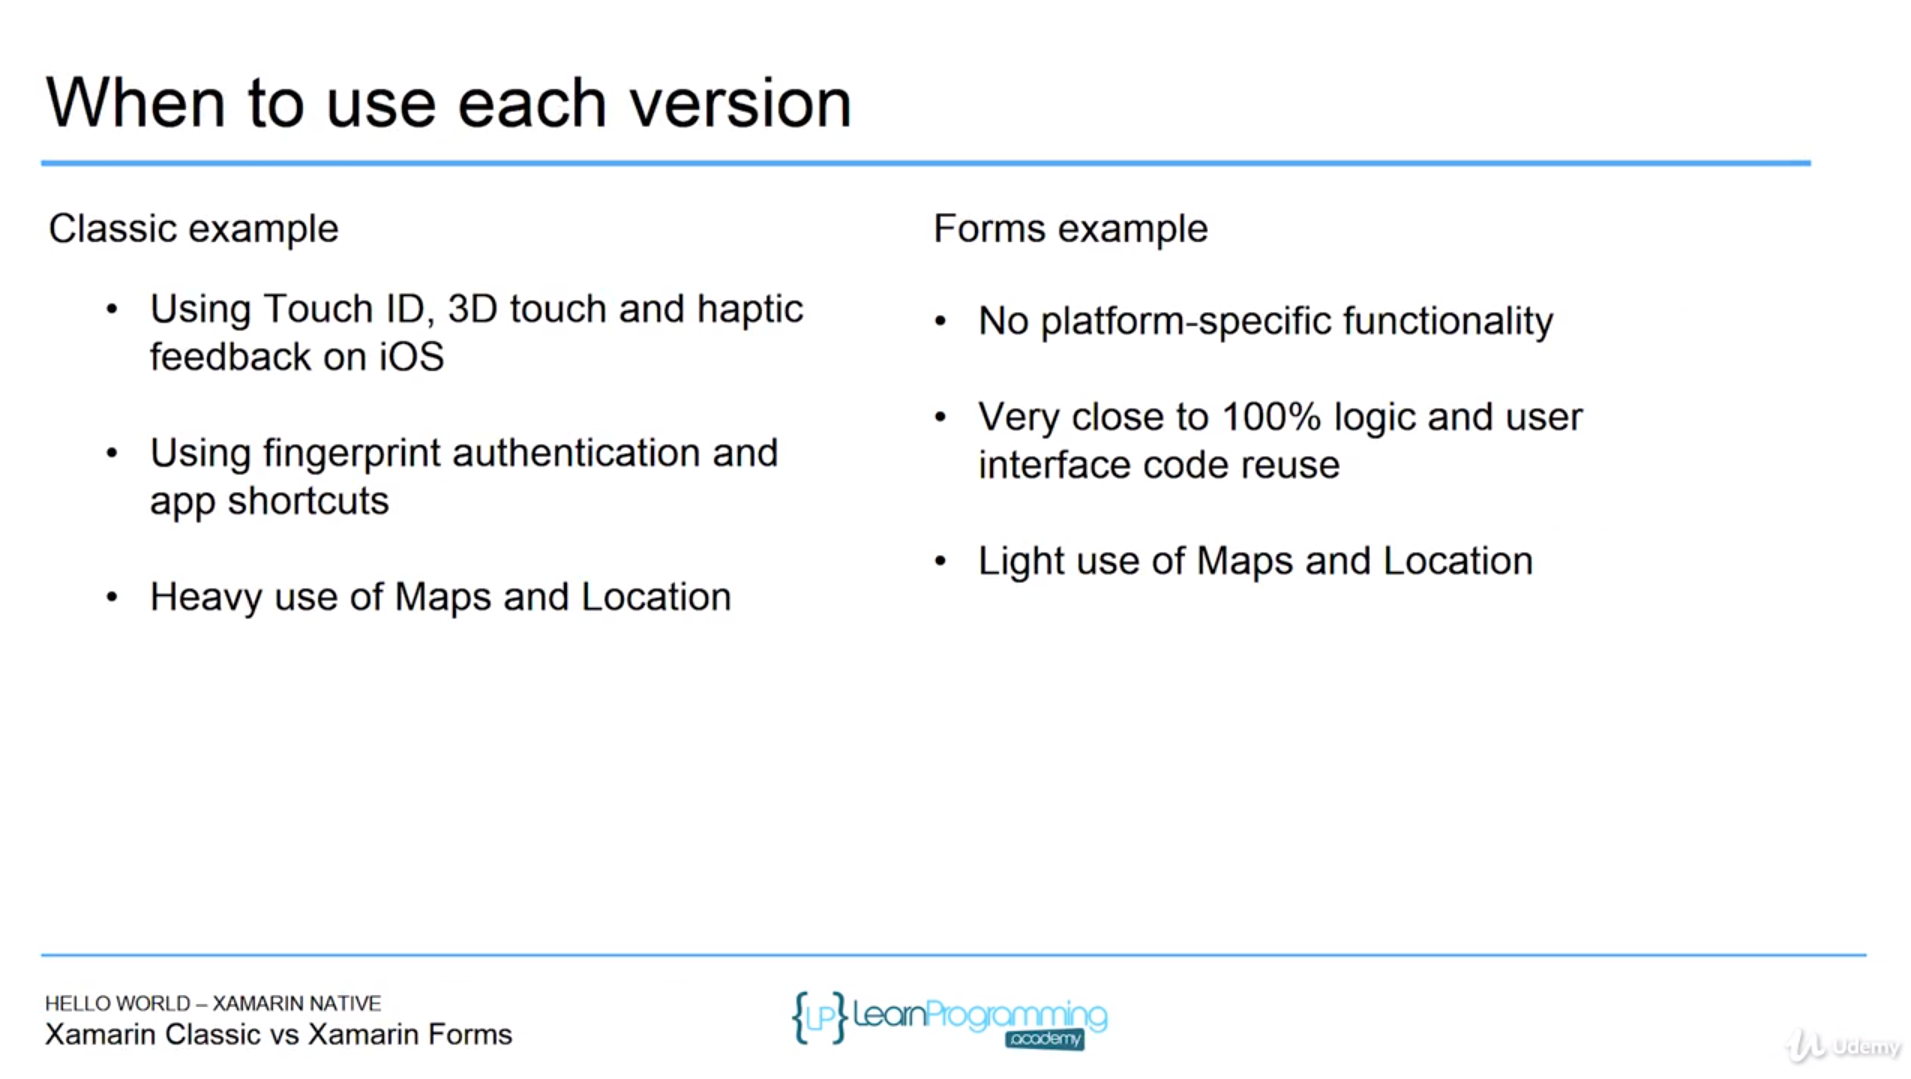 When to use each version
Classic example
• Using Touch ID, 3D touch and haptic
feedback on iOS
• Using fingerprint authentication and
app shortcuts
• Heavy use of Maps and Location
Forms example
• No platform-specific functionality
• Very close to 100% logic and user
interface code reuse
• Light use of Maps and Location
HELLO WORLD – XAMARIN NATIVE
Xamarin Classic vs Xamarin Forms
{LP} LearnProgramming
academy
Udemy